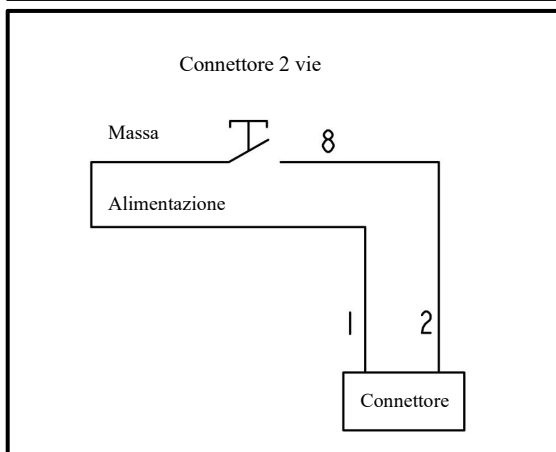 Connettore 2 vie
Massa
8
Alimentazione
1 2
Connettore